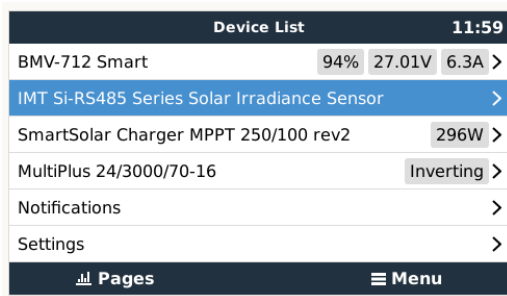 Device List 11:59
BMV-712 Smart 94% 27.01V 6.3A
IMT Si-RS485 Series Solar Irradiance Sensor
SmartSolar Charger MPPT 250/100 rev2 296W
MultiPlus 24/3000/70-16 Inverting
Notifications
Settings
Pages Menu